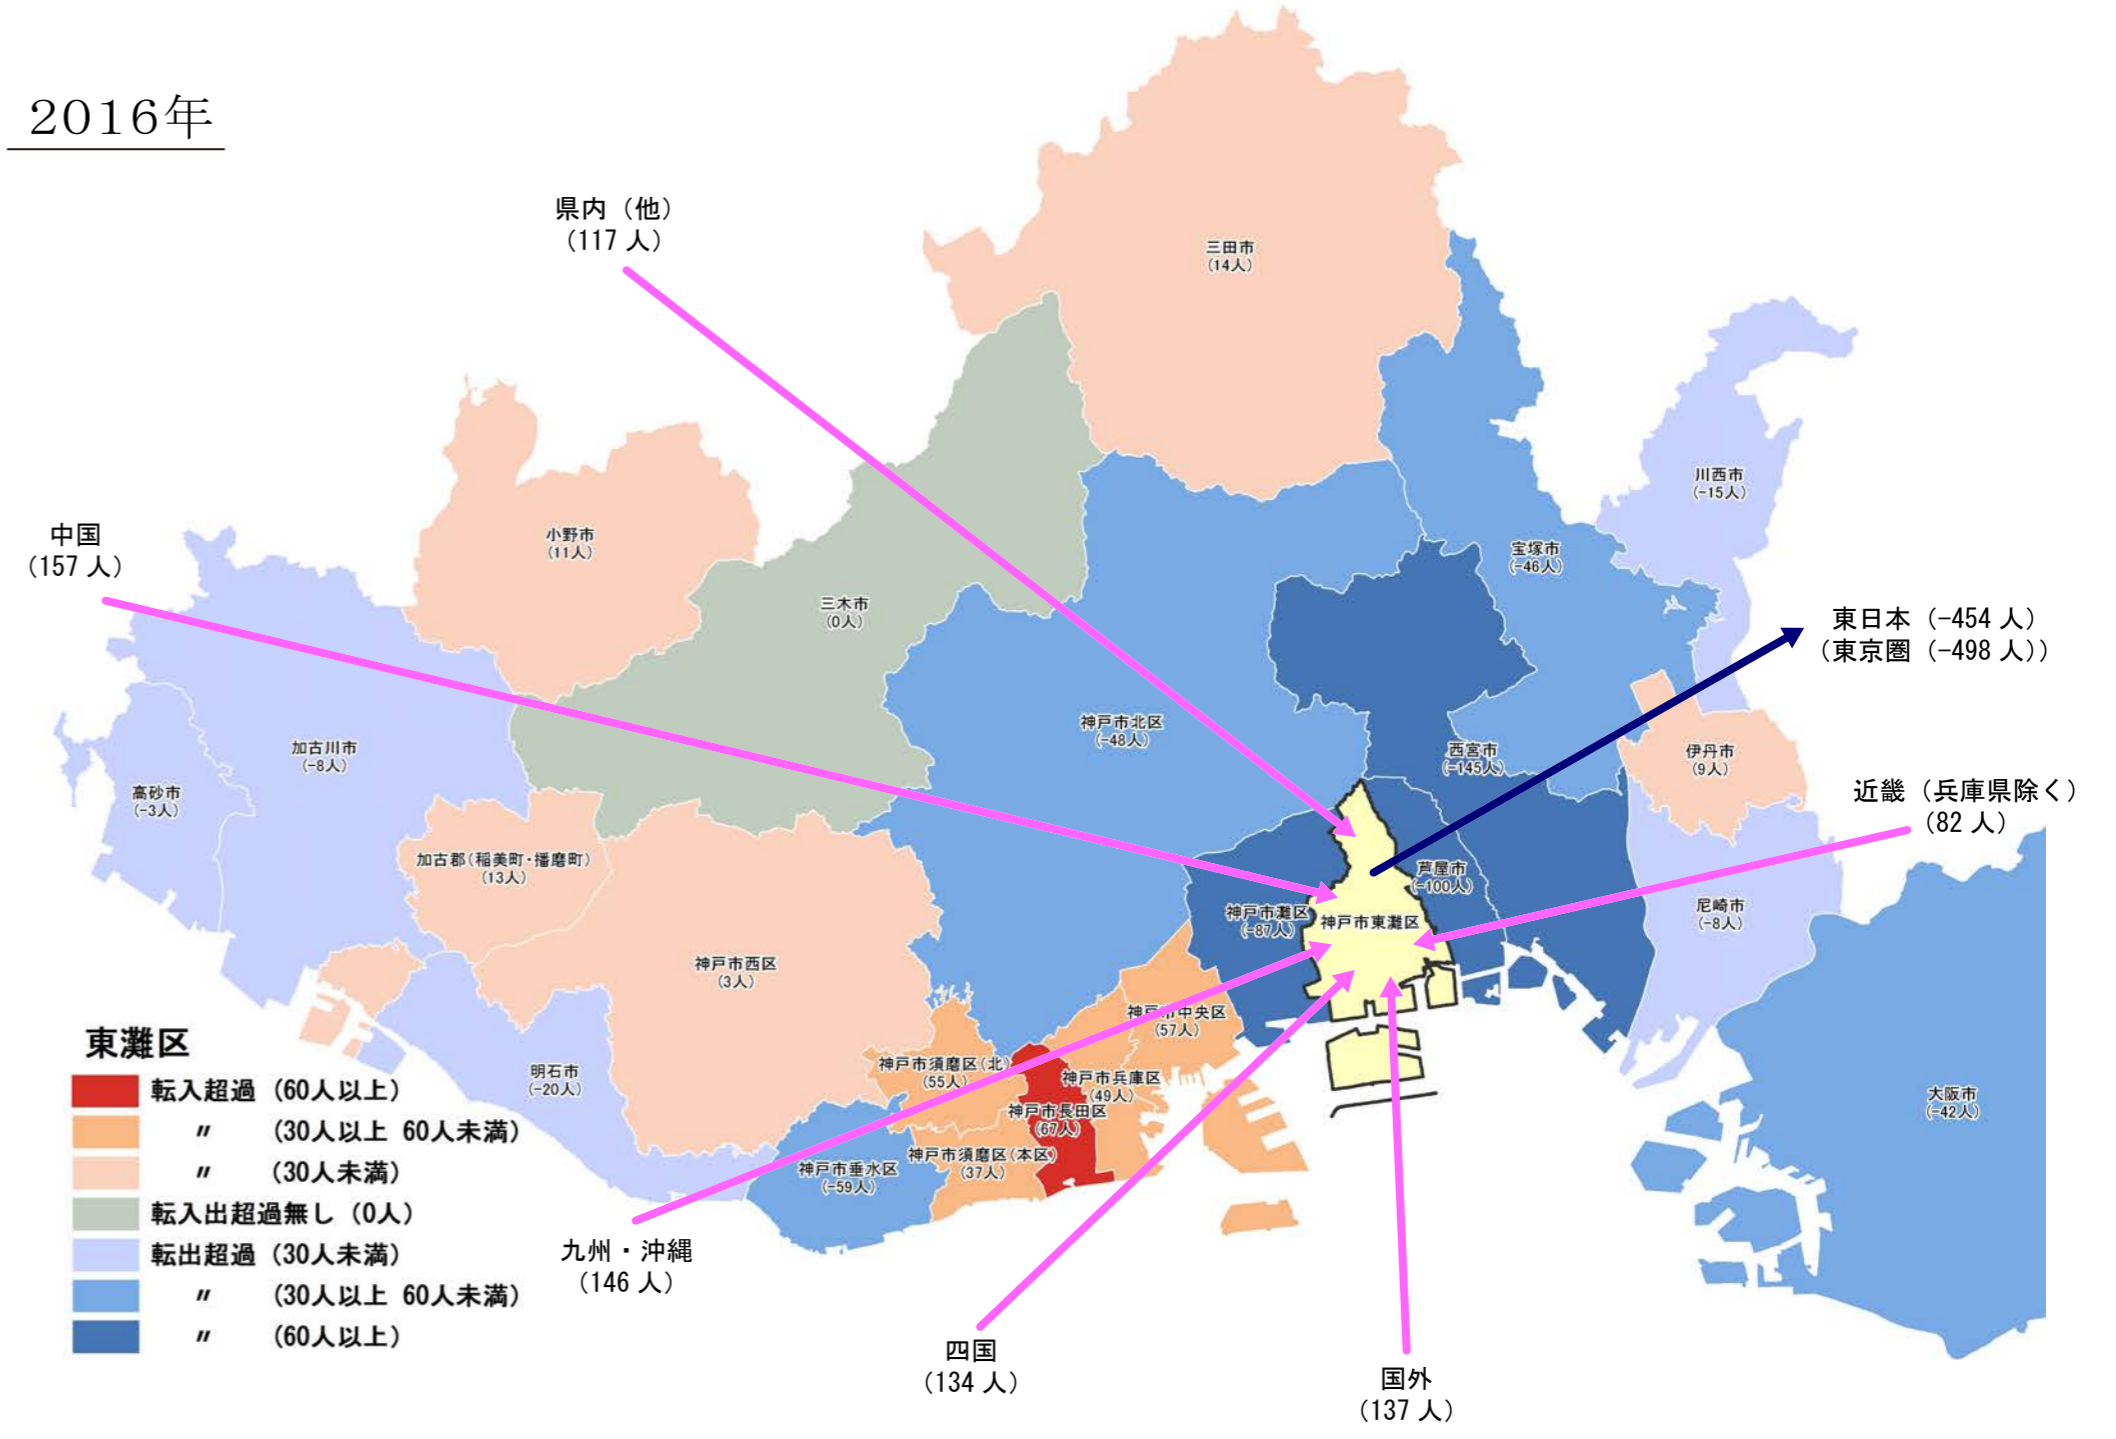 2016年
県内（他）
（117 人）
三田市
（14人）
川西市
（-15人）
中国
（157 人）
小野市
（11人）
宝塚市
（-46人）
三木市
（0人）
東日本（-454 人）
（東京圏（-498 人））
神戸市北区
（-48人）
加古川市
（-8人）
西宮市
（-145人）
伊丹市
（9人）
高砂市
（-3人）
近畿（兵庫県除く）
（82 人）
加古郡（稲美町・播磨町）
（13人）
芦屋市
（-100人）
神戸市灘区
（-87人）
神戸市東灘区
尼崎市
（-8人）
神戸市西区
（3人）
神戸市中央区
（57人）
神戸市須磨区（北）
（55人）
神戸市兵庫区
（49人）
明石市
（-20人）
神戸市長田区
（67人）
大阪市
（-42人）
神戸市須磨区（本区）
（37人）
神戸市垂水区
（-59人）
東灘区
転入超過（60人以上）
〃 （30人以上 60人未満）
〃 （30人未満）
転入出超過無し（0人）
転出超過（30人未満）
〃 （30人以上 60人未満）
〃 （60人以上）
九州・沖縄
（146 人）
四国
（134 人）
国外
（137 人）